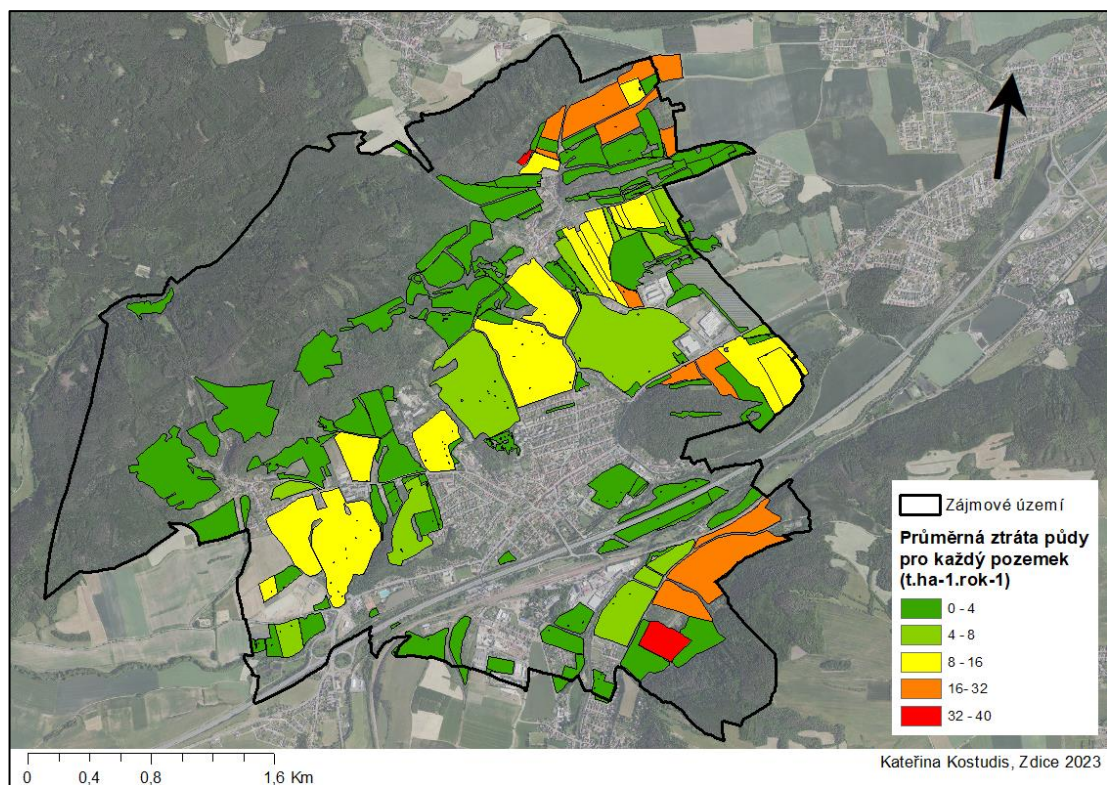 Zájmové území
Průměrná ztráta půdy
pro každý pozemek
(t.ha-1.rok-1)
0 - 4
4 - 8
8 - 16
16- 32
32 - 40
0 0,4 0,8 1,6 Km
Kateřina Kostudis, Zdice 2023